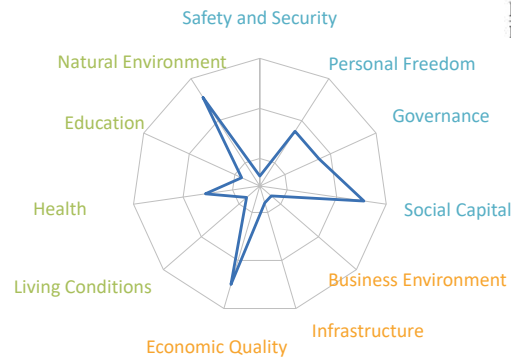 Safety and Security
Natural Environment
Personal Freedom
Education
Governance
Health
Social Capital
Living Conditions
Business Environment
Economic Quality
Infrastructure